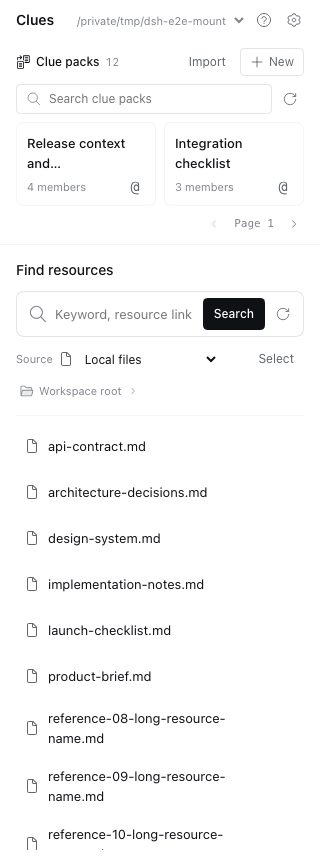 Clues /private/tmp/dsh-e2e-mount
Clue packs 12 Import New
Search clue packs
Release context and...
4 members @
Integration checklist
3 members @
Page 1
Find resources
Keyword, resource link Search
Source Local files Select
Workspace root
api-contract.md
architecture-decisions.md
design-system.md
implementation-notes.md
launch-checklist.md
product-brief.md
reference-08-long-resource-
name.md
reference-09-long-resource-
name.md
reference-10-long-resource-